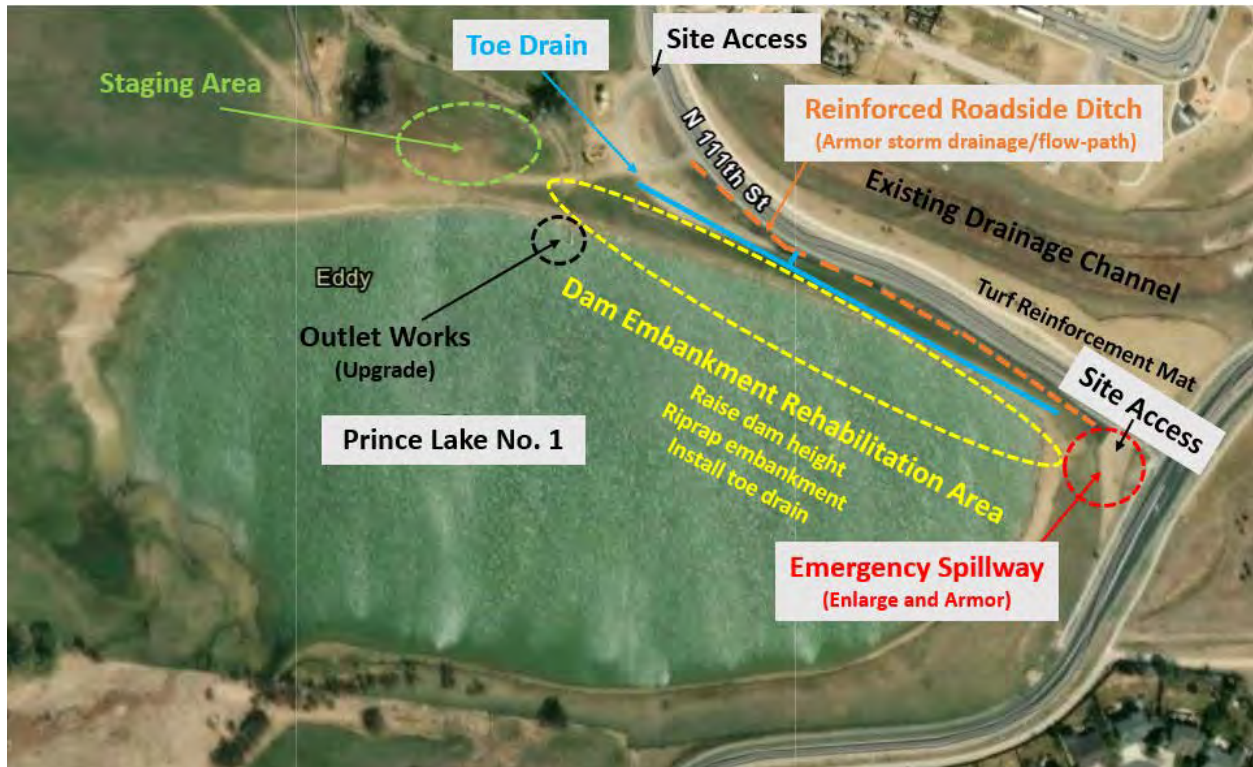 Toe Drain
Site Access
Staging Area
Reinforced Roadside Ditch
(Armor storm drainage/flow-path)
N 111th St
Existing Drainage Channel
Eddy
Outlet Works
(Upgrade)
Turf Reinforcement Mat
Site Access
Dam Embankment Rehabilitation Area
Raise dam height
Riprap embankment
Install toe drain
Prince Lake No. 1
Emergency Spillway
(Enlarge and Armor)